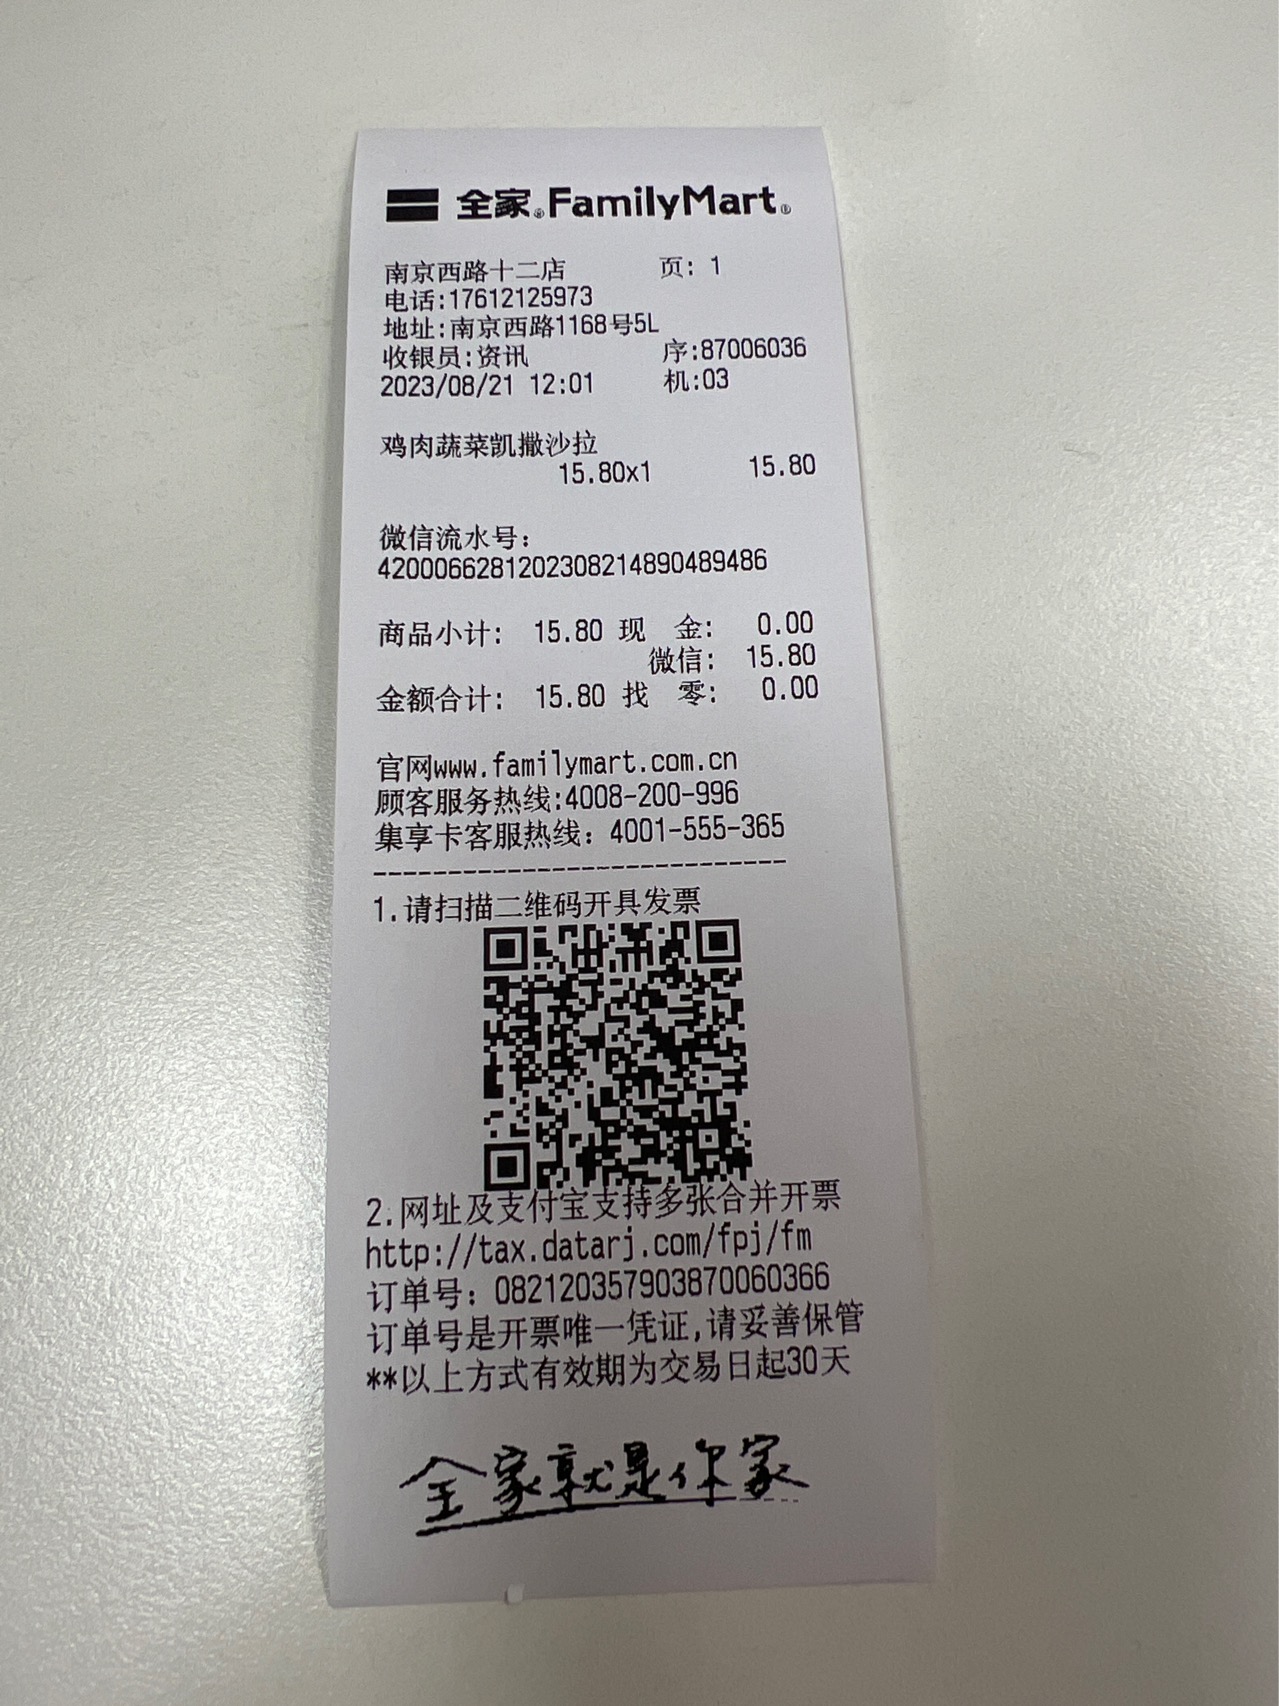 全家®FamilyMart®
南京西路十二店 页: 1
电话:17612125973
地址:南京西路1168号5L
收银员:资讯 序:87006036
2023/08/21 12:01 机:03
鸡肉蔬菜凯撒沙拉
15.80x1 15.80
微信流水号:
4200066281202308214890489486
商品小计: 15.80 现 金: 0.00
微信: 15.80
金额合计: 15.80 找 零: 0.00
官网www.familymart.com.cn
顾客服务热线:4008-200-996
集享卡客服热线: 4001-555-365
---------------------------
1.请扫描二维码开具发票
2.网址及支付宝支持多张合并开票
http://tax.datarj.com/fpj/fm
订单号: 082120357903870060366
订单号是开票唯一凭证,请妥善保管
**以上方式有效期为交易日起30天
全家就是你家